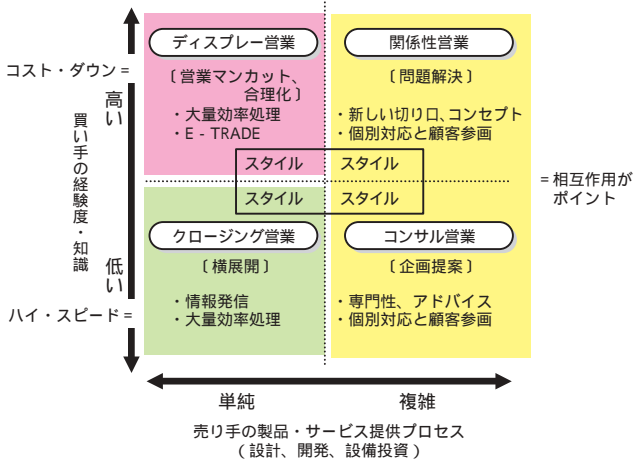 ディスプレー営業
〔 営業マンカット、
合理化 〕
・大量効率処理
・E - TRADE
関係性営業
〔 問題解決 〕
・新しい切り口、コンセプト
・個別対応と顧客参画
コスト・ダウン =
高い
買い手の経験度・知識
低い
ハイ・スピード=
スタイル
スタイル
スタイル
スタイル
= 相互作用が
ポイント
クロージング営業
〔 横展開 〕
・情報発信
・大量効率処理
コンサル営業
〔 企画提案 〕
・専門性、アドバイス
・個別対応と顧客参画
単純
複雑
売り手の製品・サービス提供プロセス
( 設計、開発、設備投資 )